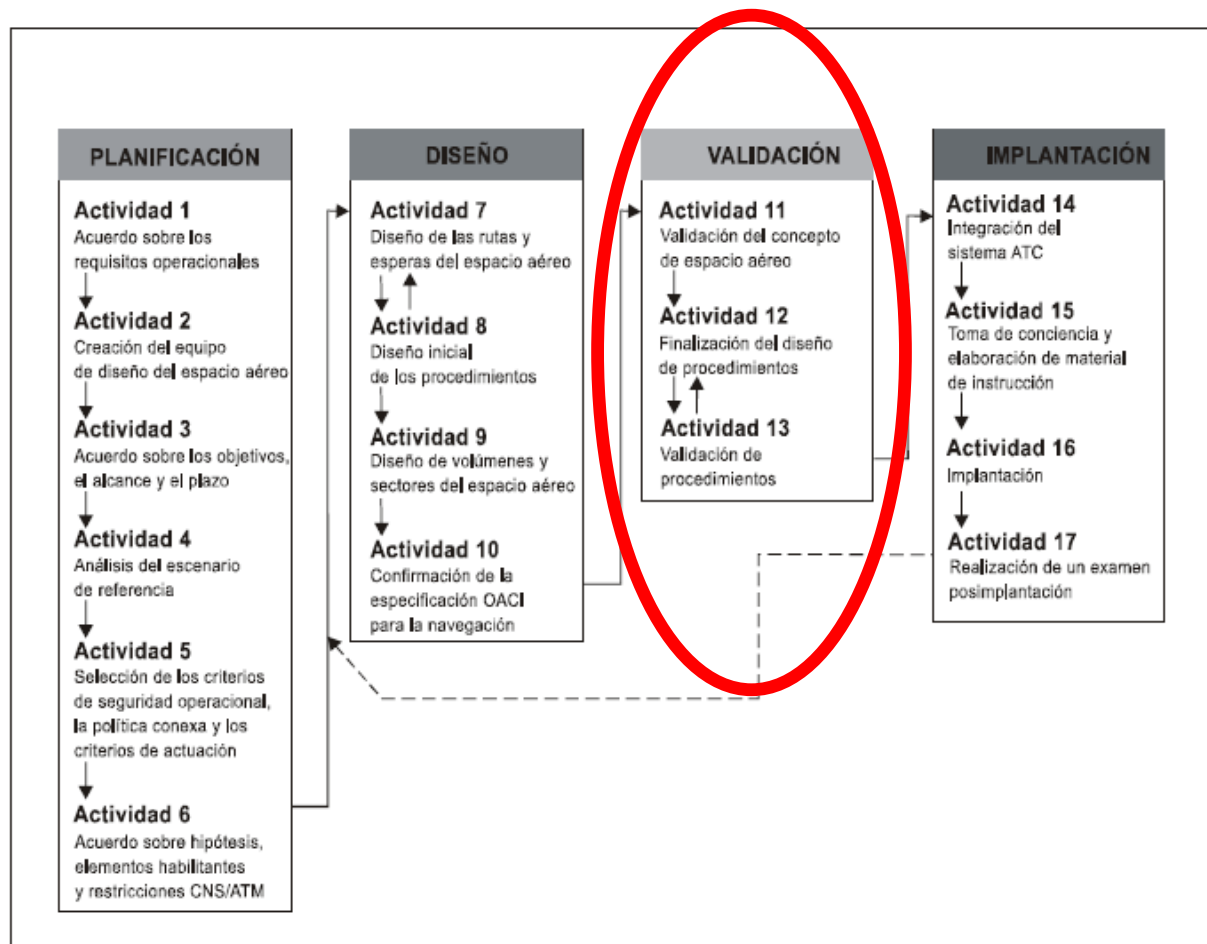 PLANIFICACIÓN
Actividad 1
Acuerdo sobre los
requisitos operacionales
Actividad 2
Creación del equipo
de diseño del espacio aéreo
Actividad 3
Acuerdo sobre los objetivos,
el alcance y el plazo
Actividad 4
Análisis del escenario
de referencia
Actividad 5
Selección de los criterios
de seguridad operacional,
la política conexa y los
criterios de actuación
Actividad 6
Acuerdo sobre hipótesis,
elementos habilitantes
y restricciones CNS/ATM
DISEÑO
Actividad 7
Diseño de las rutas y
esperas del espacio aéreo
Actividad 8
Diseño inicial
de los procedimientos
Actividad 9
Diseño de volúmenes y
sectores del espacio aéreo
Actividad 10
Confirmación de la
especificación OACI
para la navegación
VALIDACIÓN
Actividad 11
Validación del concepto
de espacio aéreo
Actividad 12
Finalización del diseño
de procedimientos
Actividad 13
Validación de
procedimientos
IMPLANTACIÓN
Actividad 14
Integración del
sistema ATC
Actividad 15
Toma de conciencia y
elaboración de material
de instrucción
Actividad 16
Implantación
Actividad 17
Realización de un examen
posimplantación